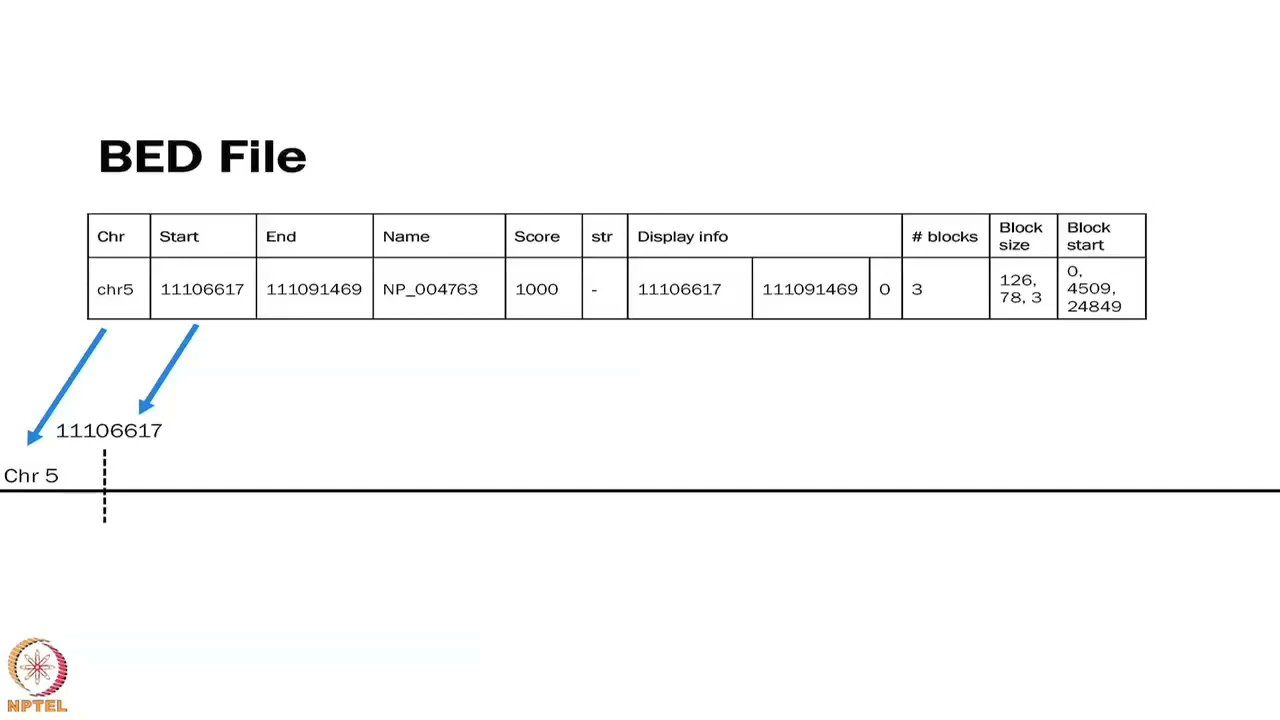 BED File
Chr Start End Name Score str Display info # blocks Block size Block start
chr5 11106617 111091469 NP_004763 1000 - 11106617 111091469 0 3 126, 78, 3 0, 4509, 24849
11106617
Chr 5
NPTEL